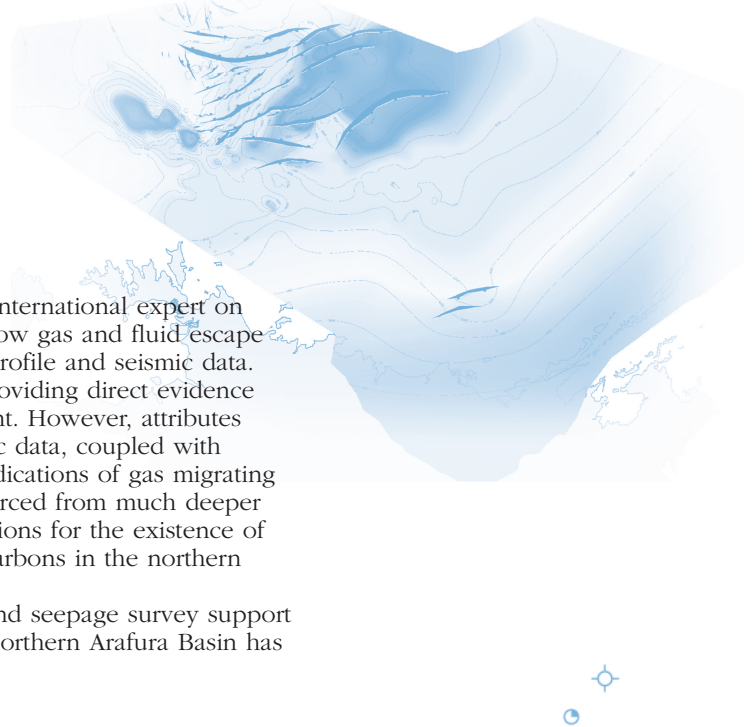 nternational expert on
ow gas and fluid escape
rofile and seismic data.
oviding direct evidence
t. However, attributes
c data, coupled with
dications of gas migrating
rced from much deeper
ions for the existence of
arbons in the northern
nd seepage survey support
orthern Arafura Basin has